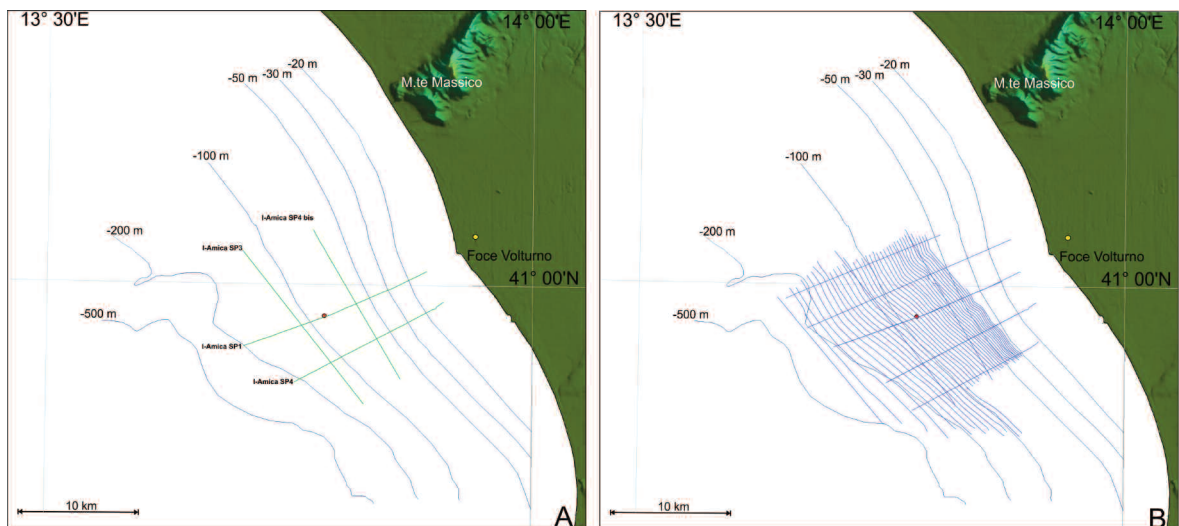 13° 30'E
14° 00'E
M.te Massico
-20 m
-30 m
-50 m
-100 m
I-Amica SP4 bis
I-Amica SP3
-200 m
Foce Volturno
41° 00'N
-500 m
I-Amica SP1
I-Amica SP4
10 km
A
13° 30'E
14° 00'E
M.te Massico
-20 m
-30 m
-50 m
-100 m
-200 m
Foce Volturno
41° 00'N
-500 m
10 km
B